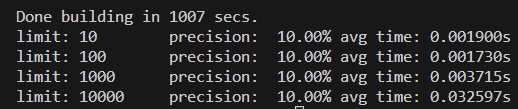 Done building in 1007 secs.
limit: 10        precision:  10.00% avg time: 0.001900s
limit: 100       precision:  10.00% avg time: 0.001730s
limit: 1000      precision:  10.00% avg time: 0.003715s
limit: 10000     precision:  10.00% avg time: 0.032597s